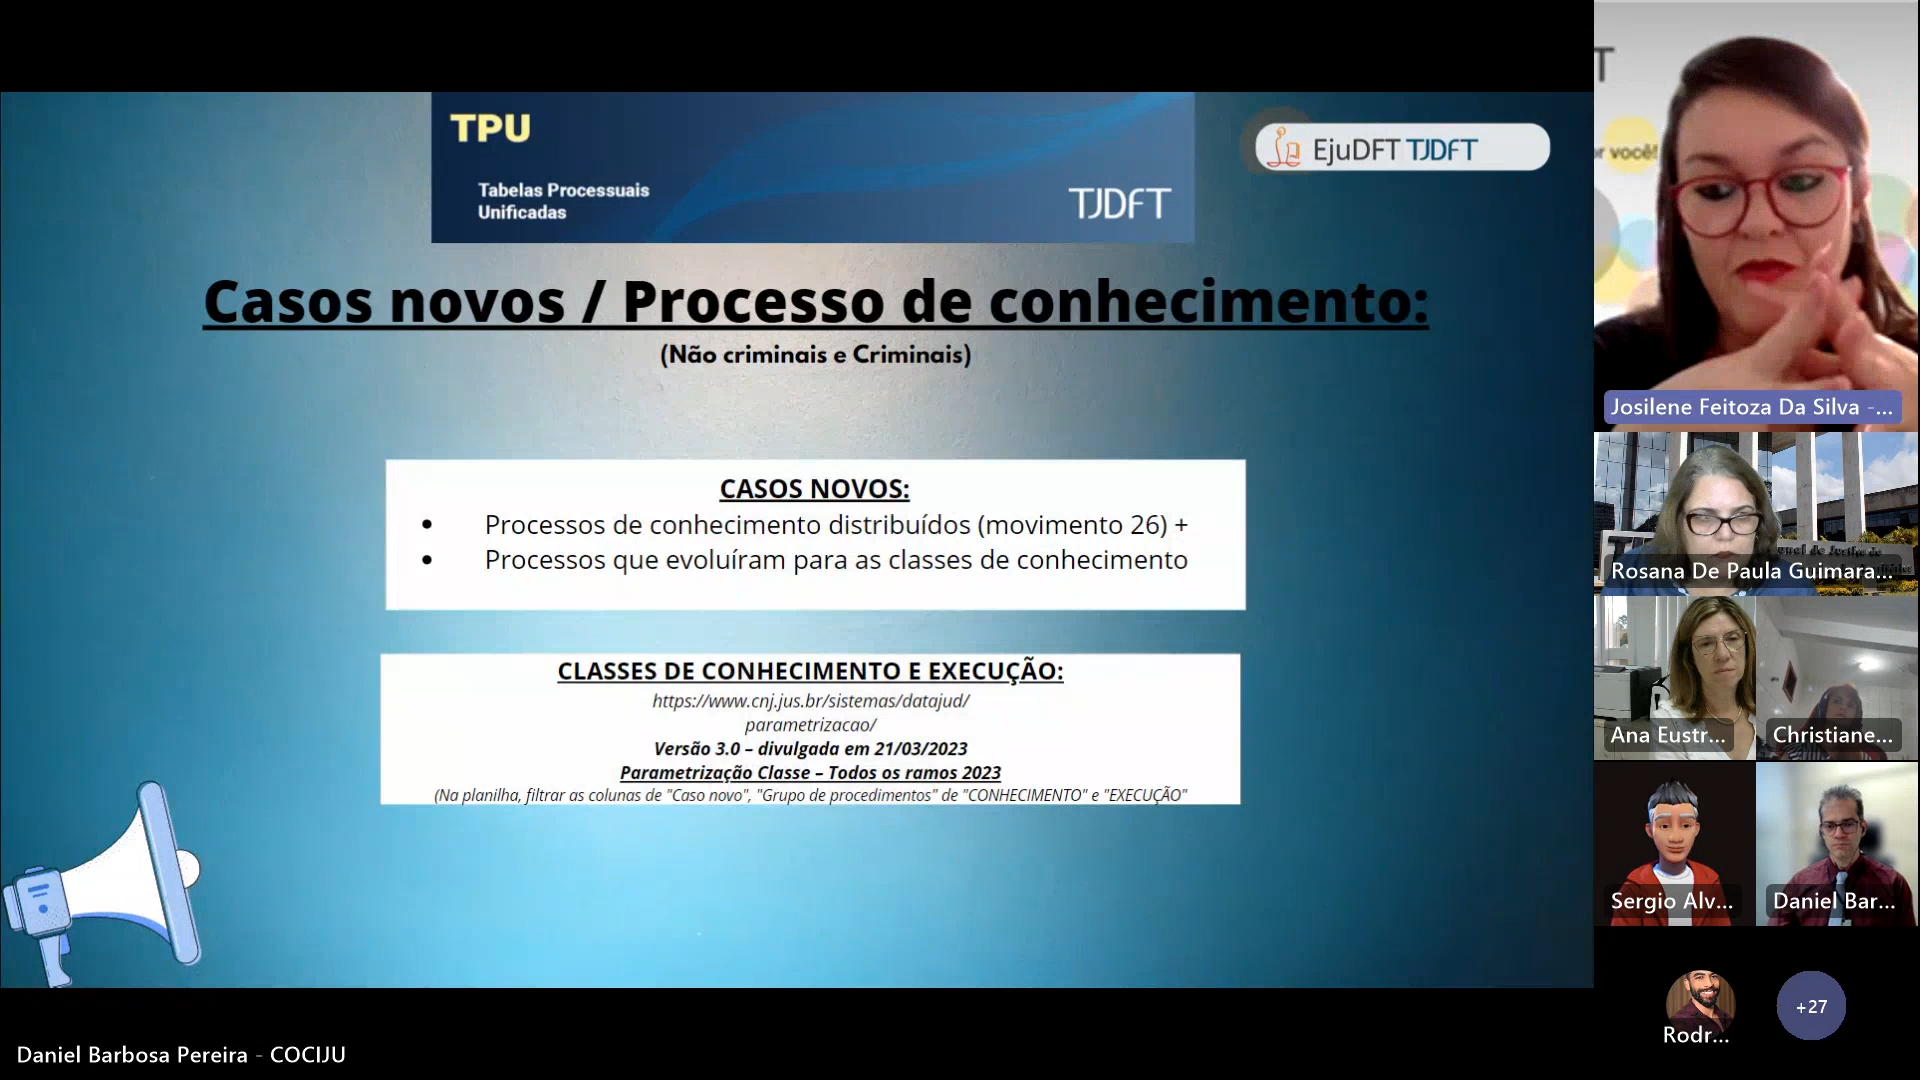 TPU
Tabelas Processuais
Unificadas
TJDFT
EjuDFT TJDFT
Casos novos / Processo de conhecimento:
(Não criminais e Criminais)
CASOS NOVOS:
• Processos de conhecimento distribuídos (movimento 26) +
• Processos que evoluíram para as classes de conhecimento
CLASSES DE CONHECIMENTO E EXECUÇÃO:
https://www.cnj.jus.br/sistemas/datajud/
parametrizacao/
Versão 3.0 – divulgada em 21/03/2023
Parametrização Classe – Todos os ramos 2023
(Na planilha, filtrar as colunas de "Caso novo", "Grupo de procedimentos" de "CONHECIMENTO" e "EXECUÇÃO"
T
r você!
Josilene Feitoza Da Silva -...
Rosana De Paula Guimara...
Ana Eustr...
Christiane...
Sergio Alv...
Daniel Bar...
Rodr...
+27
Daniel Barbosa Pereira - COCIJU